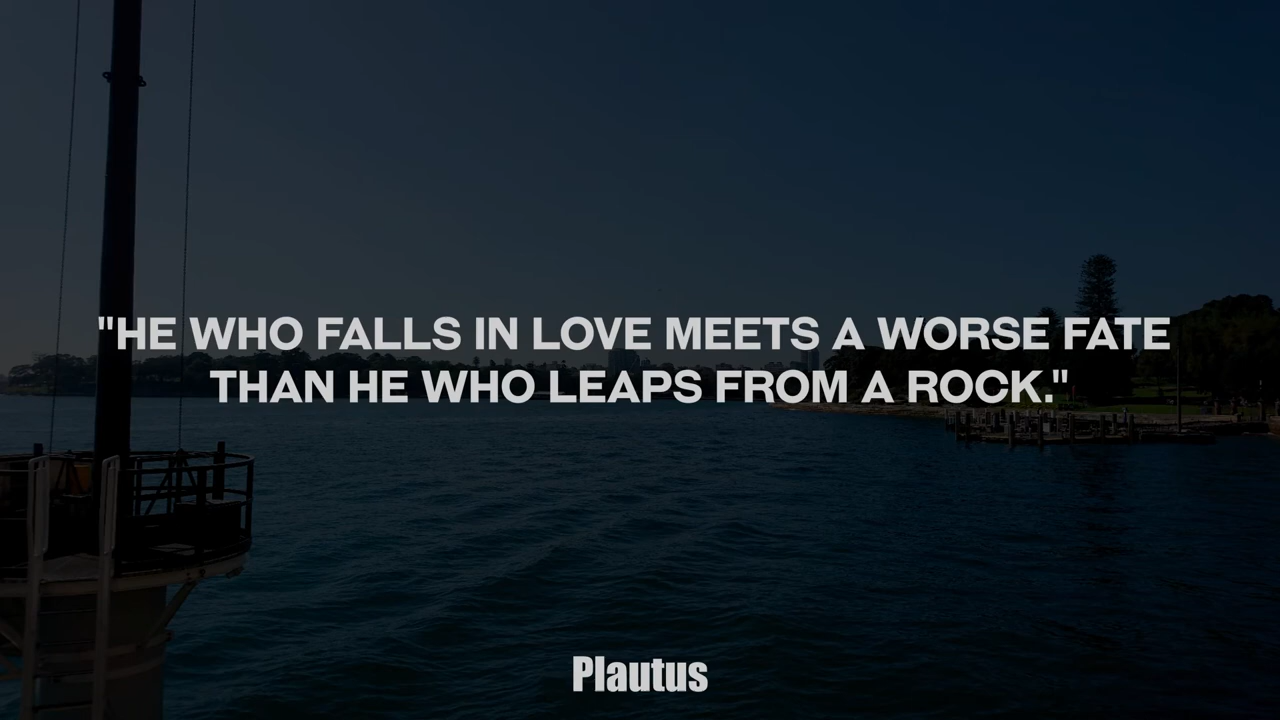 "HE WHO FALLS IN LOVE MEETS A WORSE FATE
THAN HE WHO LEAPS FROM A ROCK."
Plautus